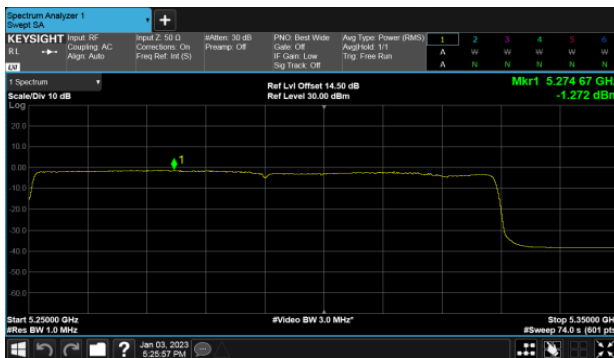 Spectrum Analyzer 1
Swept SA
+
KEYSIGHT Input: RF Input Z: 50 Ω #Atten: 30 dB PNO: Best Wide Avg Type: Power (RMS) 1 2 3 4 5 6
RL Coupling: AC Corrections: On Preamp: Off Gate: Off Avg|Hold: 1/1 A W W W W W
Align: Auto Freq Ref: Int (S) IF Gain: Low Trig: Free Run A N N N N N
LXI Sig Track: Off
1 Spectrum Ref Lvl Offset 14.50 dB Mkr1 5.274 67 GHz
Scale/Div 10 dB Ref Level 30.00 dBm -1.272 dBm
Log
20.0
10.0
0.00
1
-10.0
-20.0
-30.0
-40.0
-50.0
-60.0
Start 5.25000 GHz #Video BW 3.0 MHz* Stop 5.35000 GHz
#Res BW 1.0 MHz #Sweep 74.0 s (601 pts)
? Jan 03, 2023
5:25:57 PM